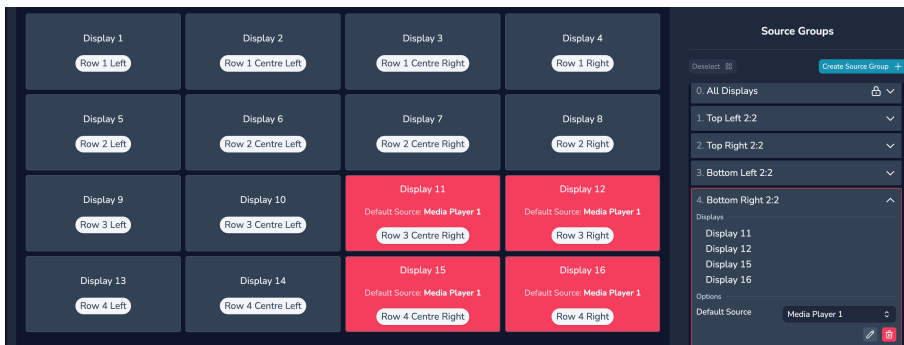 Display 1
Row 1 Left
Display 2
Row 1 Centre Left
Display 3
Row 1 Centre Right
Display 4
Row 1 Right
Display 5
Row 2 Left
Display 6
Row 2 Centre Left
Display 7
Row 2 Centre Right
Display 8
Row 2 Right
Display 9
Row 3 Left
Display 10
Row 3 Centre Left
Display 11
Default Source: Media Player 1
Row 3 Centre Right
Display 12
Default Source: Media Player 1
Row 3 Right
Display 13
Row 4 Left
Display 14
Row 4 Centre Left
Display 15
Default Source: Media Player 1
Row 4 Centre Right
Display 16
Default Source: Media Player 1
Row 4 Right
Source Groups
Deselect
Create Source Group +
0. All Displays
1. Top Left 2:2
2. Top Right 2:2
3. Bottom Left 2:2
4. Bottom Right 2:2
Displays
Display 11
Display 12
Display 15
Display 16
Options
Default Source
Media Player 1